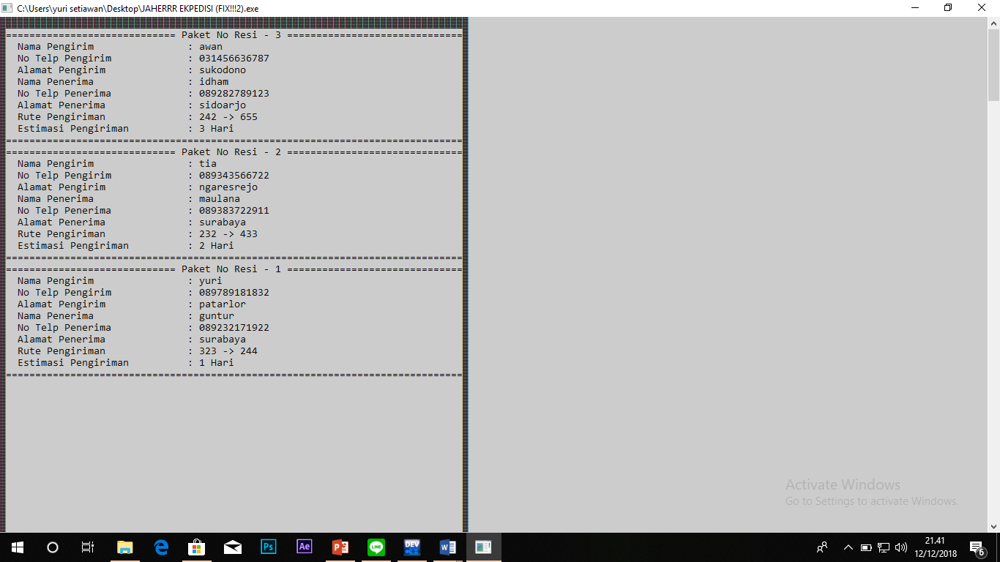 C:\Users\yuri setiawan\Desktop\JAHERRR EKPEDISI (FIX!!!2).exe
============================= Paket No Resi - 3 ==============================
Nama Pengirim : awan
No Telp Pengirim : 031456636787
Alamat Pengirim : sukodono
Nama Penerima : idham
No Telp Penerima : 089282789123
Alamat Penerima : sidoarjo
Rute Pengiriman : 242 -> 655
Estimasi Pengiriman : 3 Hari
==============================================================================
============================= Paket No Resi - 2 ==============================
Nama Pengirim : tia
No Telp Pengirim : 089343566722
Alamat Pengirim : ngaresrejo
Nama Penerima : maulana
No Telp Penerima : 089383722911
Alamat Penerima : surabaya
Rute Pengiriman : 232 -> 433
Estimasi Pengiriman : 2 Hari
==============================================================================
============================= Paket No Resi - 1 ==============================
Nama Pengirim : yuri
No Telp Pengirim : 089789181832
Alamat Pengirim : patarlor
Nama Penerima : guntur
No Telp Penerima : 089232171922
Alamat Penerima : surabaya
Rute Pengiriman : 323 -> 244
Estimasi Pengiriman : 1 Hari
==============================================================================
Activate Windows
Go to Settings to activate Windows.
Ps Ae P LINE DEV W
21.41
12/12/2018
6